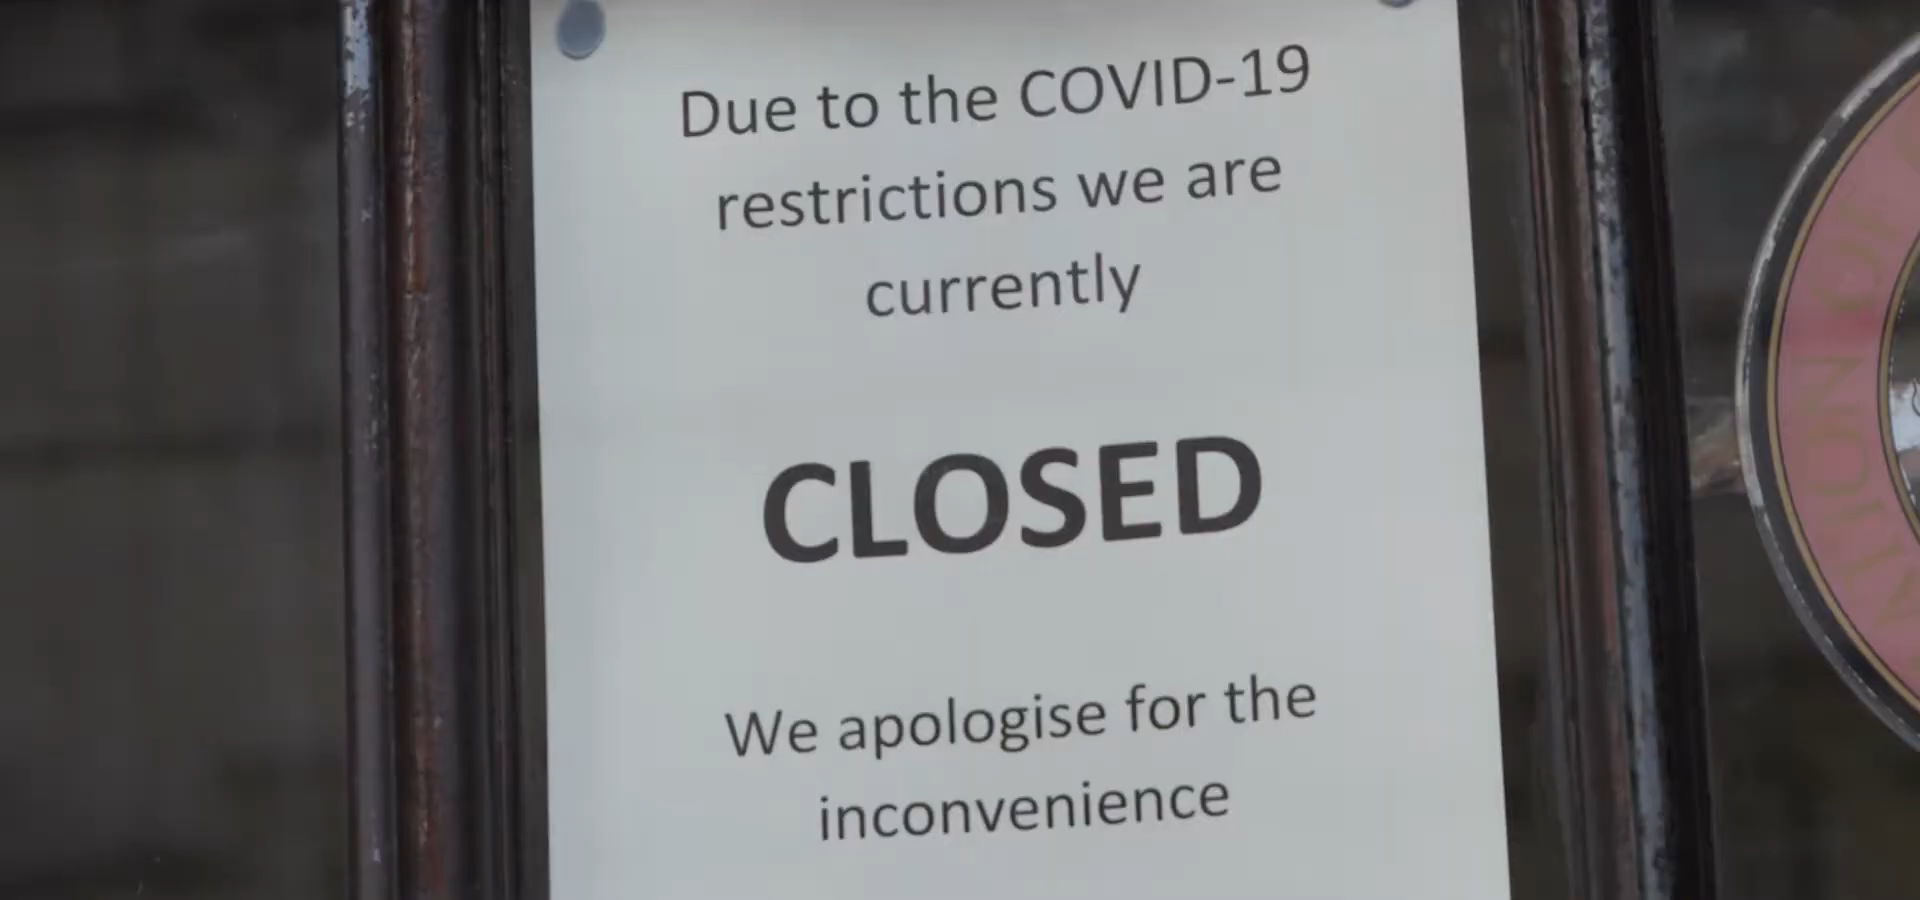 Due to the COVID-19
restrictions we are
currently
CLOSED
We apologise for the
inconvenience